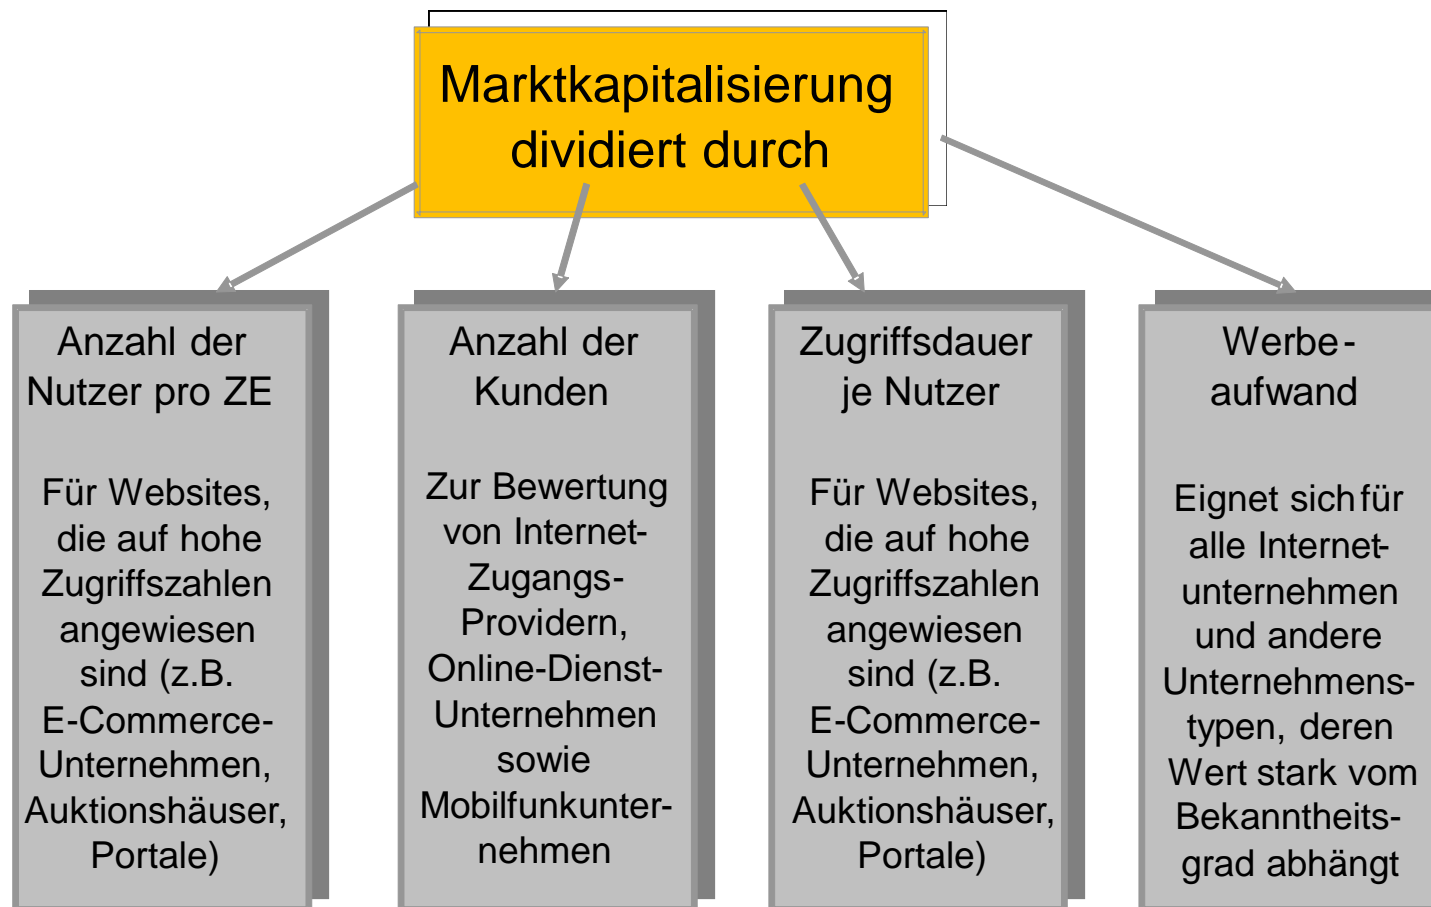 Marktkapitalisierung
dividiert durch
Anzahl der
Nutzer pro ZE
Für Websites,
die auf hohe
Zugriffszahlen
angewiesen
sind (z.B.
E-Commerce-
Unternehmen,
Auktionshäuser,
Portale)
Anzahl der
Kunden
Zur Bewertung
von Internet-
Zugangs-
Providern,
Online-Dienst-
Unternehmen
sowie
Mobilfunkunter-
nehmen
Zugriffsdauer
je Nutzer
Für Websites,
die auf hohe
Zugriffszahlen
angewiesen
sind (z.B.
E-Commerce-
Unternehmen,
Auktionshäuser,
Portale)
Werbe-
aufwand
Eignet sich für
alle Internet-
unternehmen
und andere
Unternehmens-
typen, deren
Wert stark vom
Bekanntheits-
grad abhängt